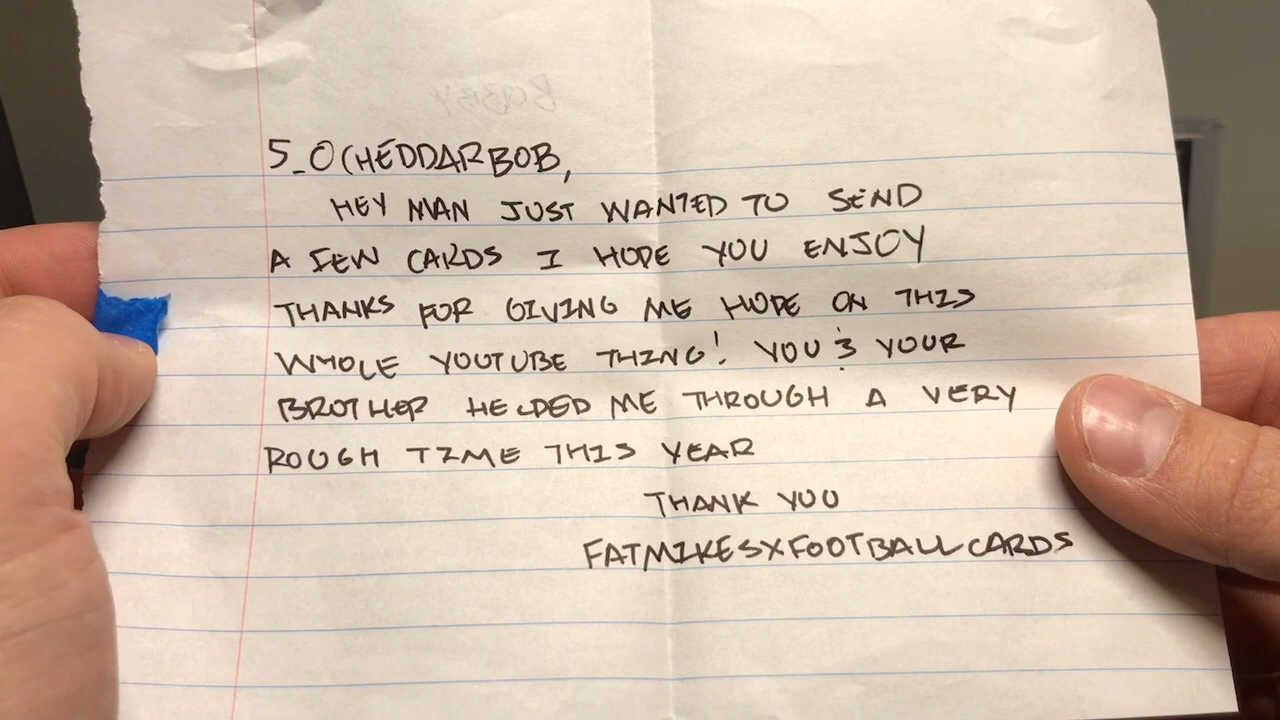 5_OCHEDDARBOB,
HEY MAN JUST WANTED TO SEND
A FEW CARDS I HOPE YOU ENJOY
THANKS FOR GIVING ME HOPE ON THIS
WHOLE YOUTUBE THING! YOU & YOUR
BROTHER HELPED ME THROUGH A VERY
ROUGH TIME THIS YEAR
THANK YOU
FATMIKESXFOOTBALLCARDS